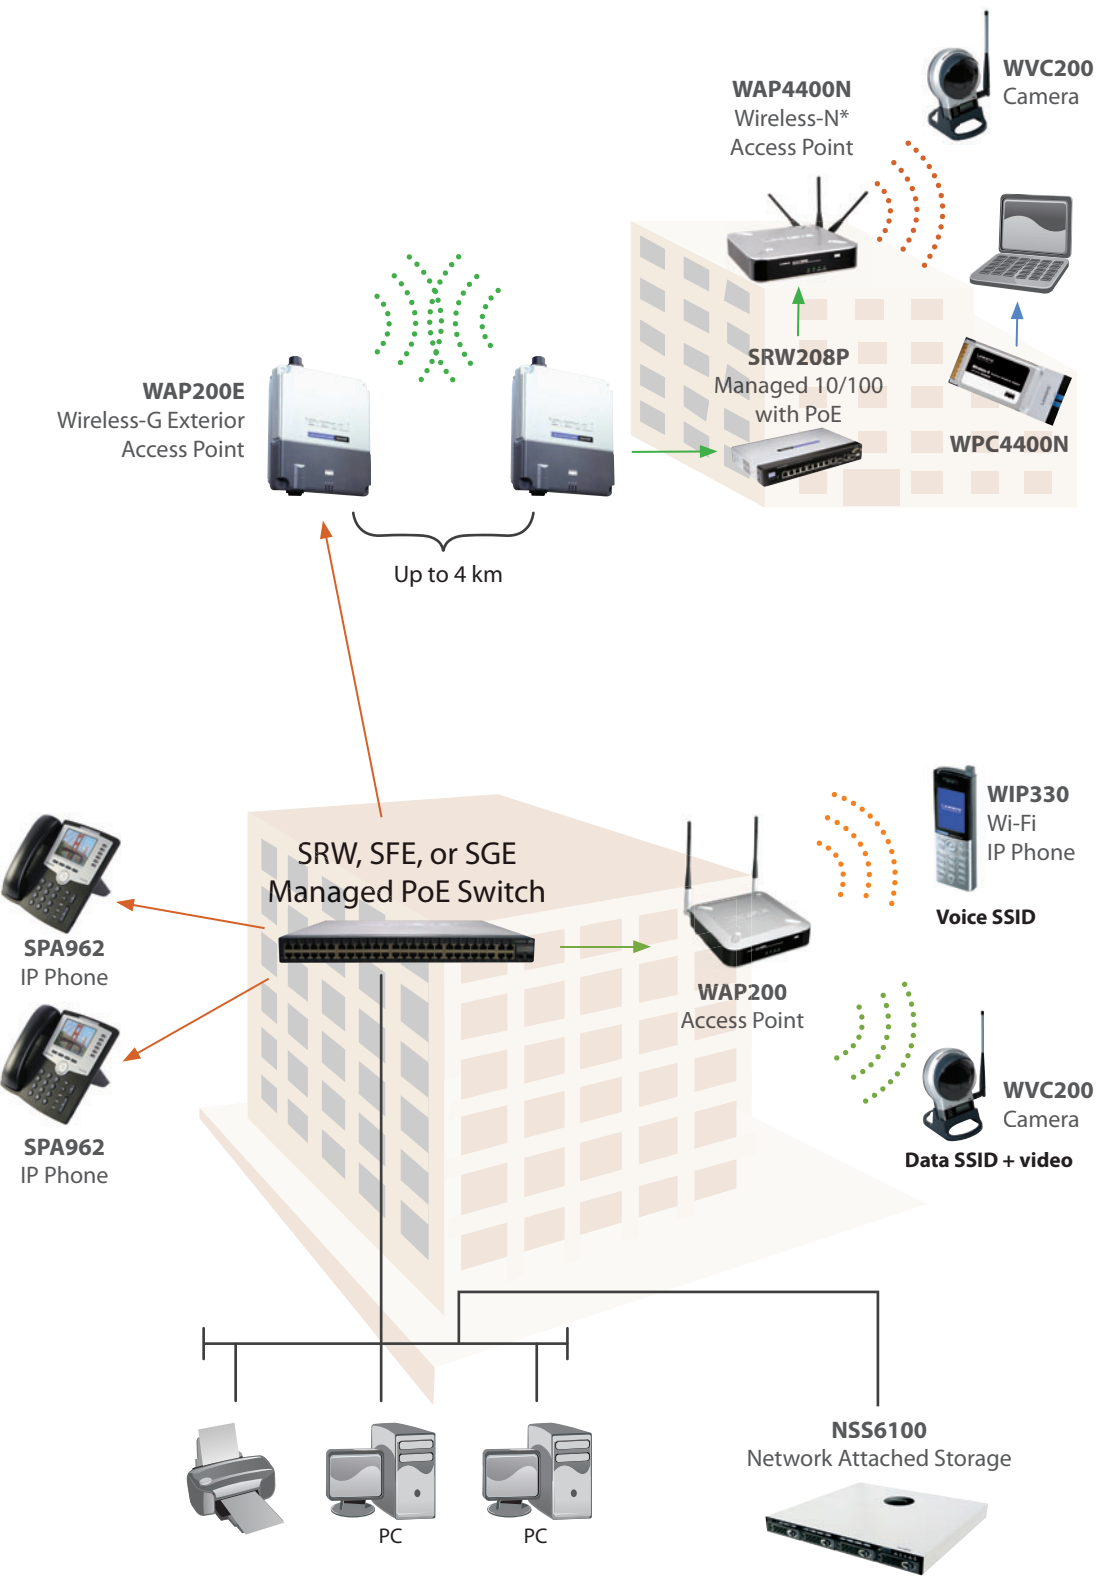 WVC200
Camera
WAP4400N
Wireless-N*
Access Point
WAP200E
Wireless-G Exterior
Access Point
SRW208P
Managed 10/100
with PoE
WPC4400N
Up to 4 km
SRW, SFE, or SGE
Managed PoE Switch
WIP330
Wi-Fi
IP Phone
Voice SSID
SPA962
IP Phone
WAP200
Access Point
SPA962
IP Phone
WVC200
Camera
Data SSID + video
NSS6100
Network Attached Storage
PC
PC